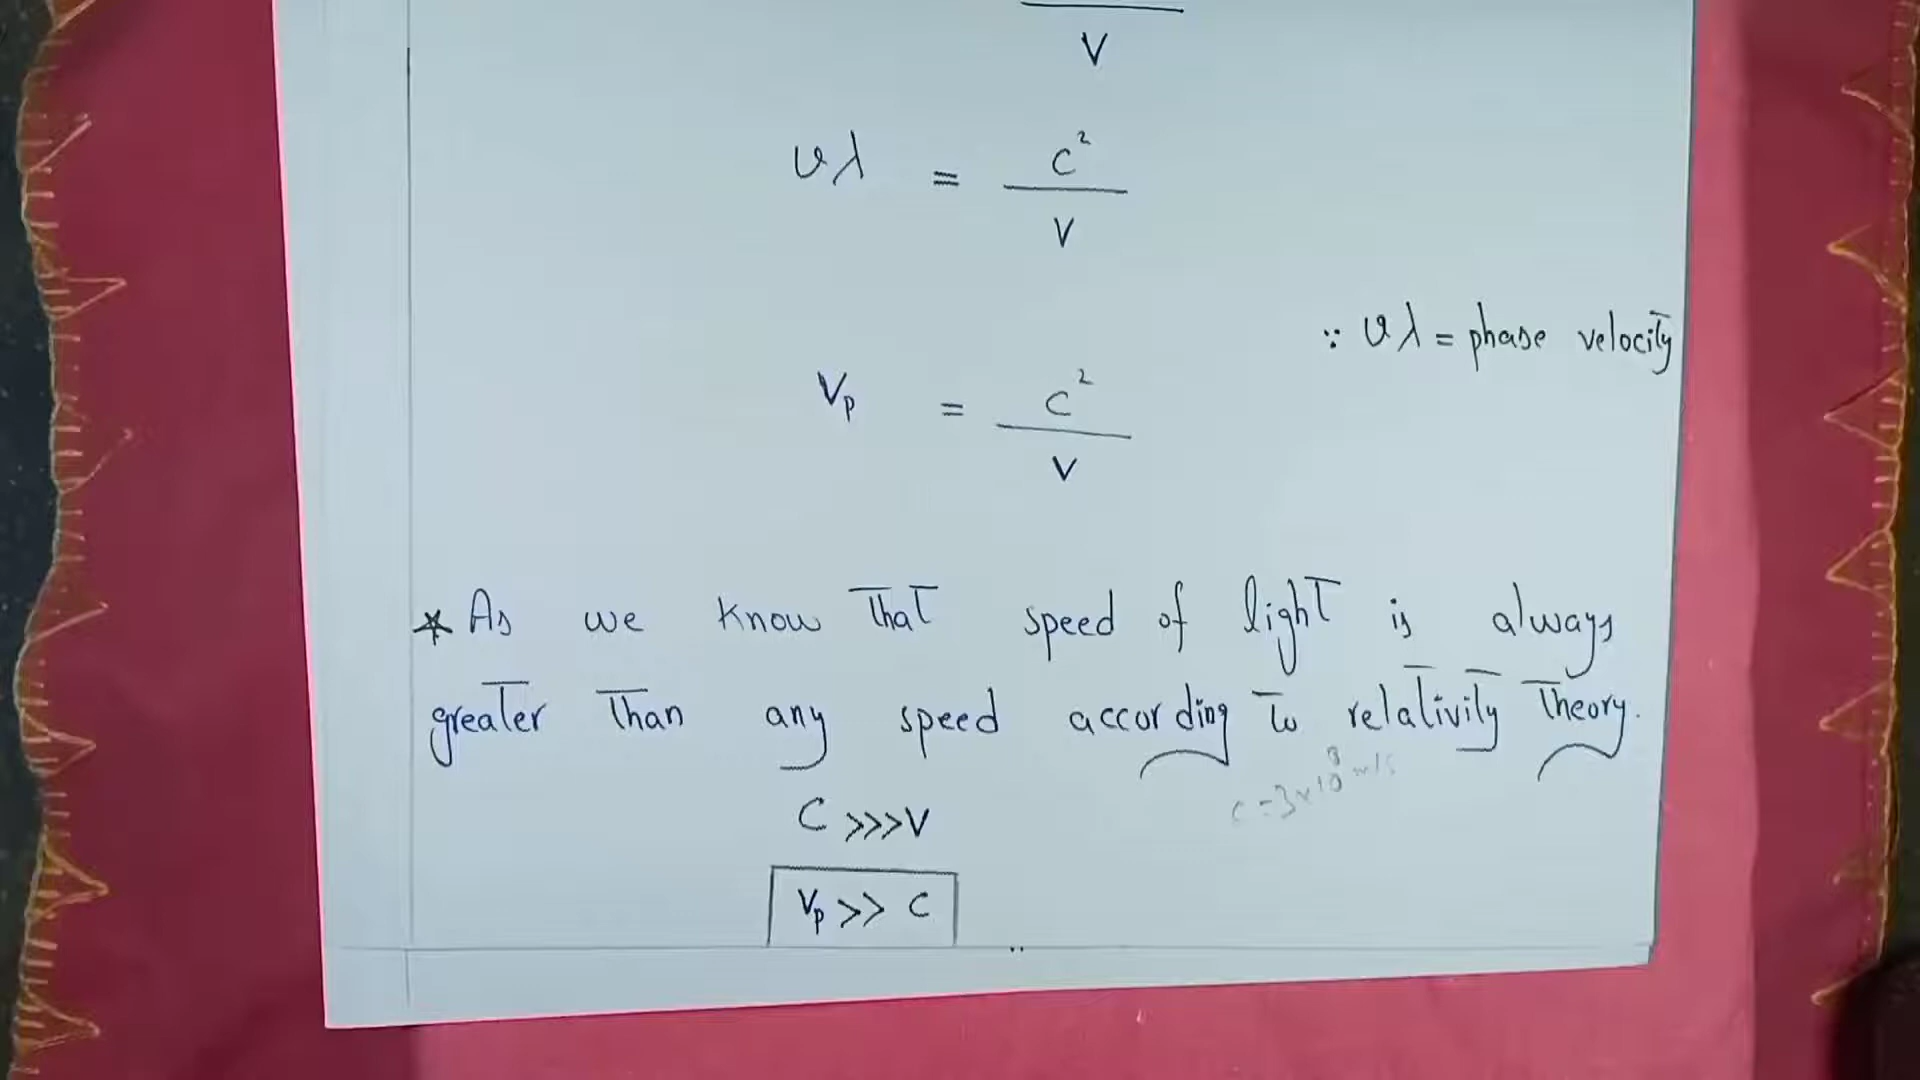 V
υλ = c²
V
∵ υλ = phase velocity
Vp = c²
V
* As we know that speed of light is always
greater than any speed according to relativity theory.
c = 3×10⁸ m/s
C >>> V
Vp >> C